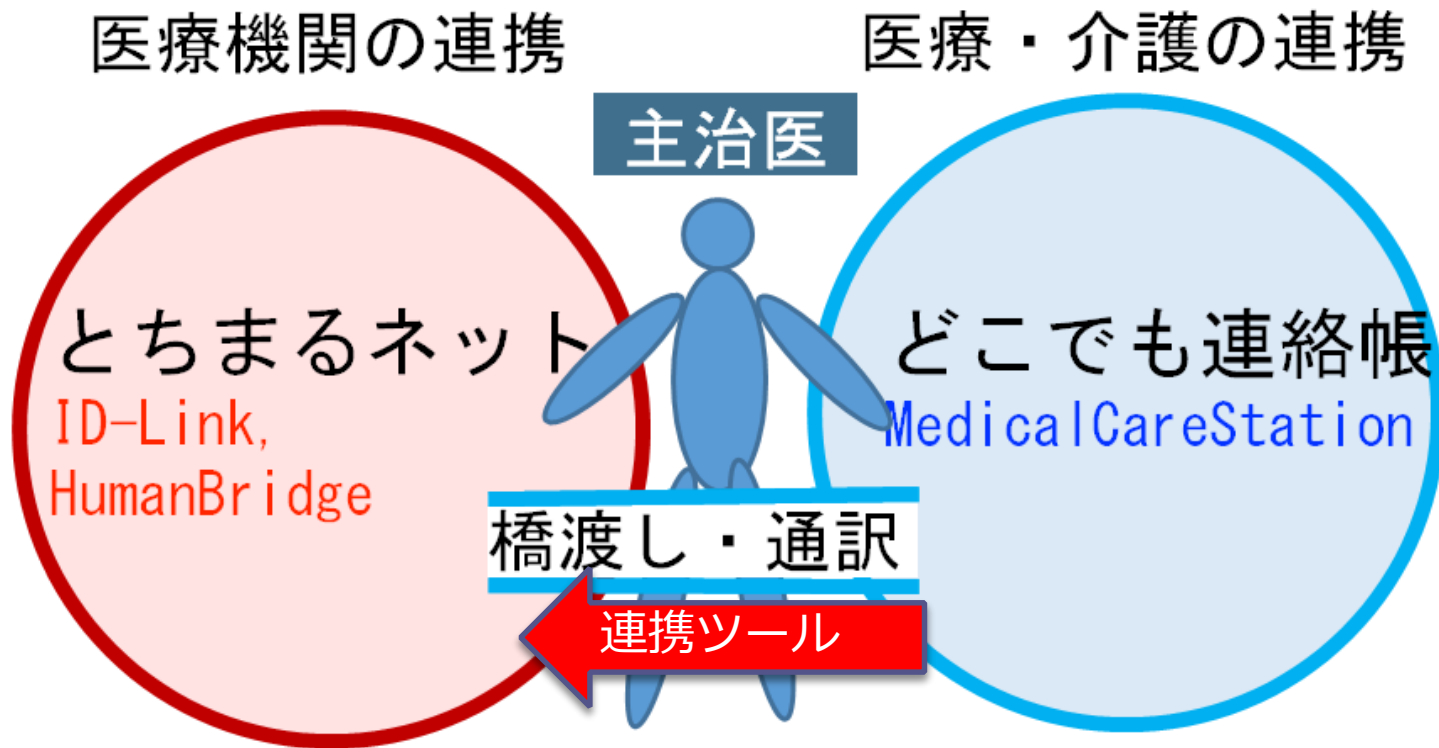 医療機関の連携
医療・介護の連携
主治医
とちまるネット
ID-Link,
HumanBridge
どこでも連絡帳
MedicalCareStation
橋渡し・通訳
連携ツール